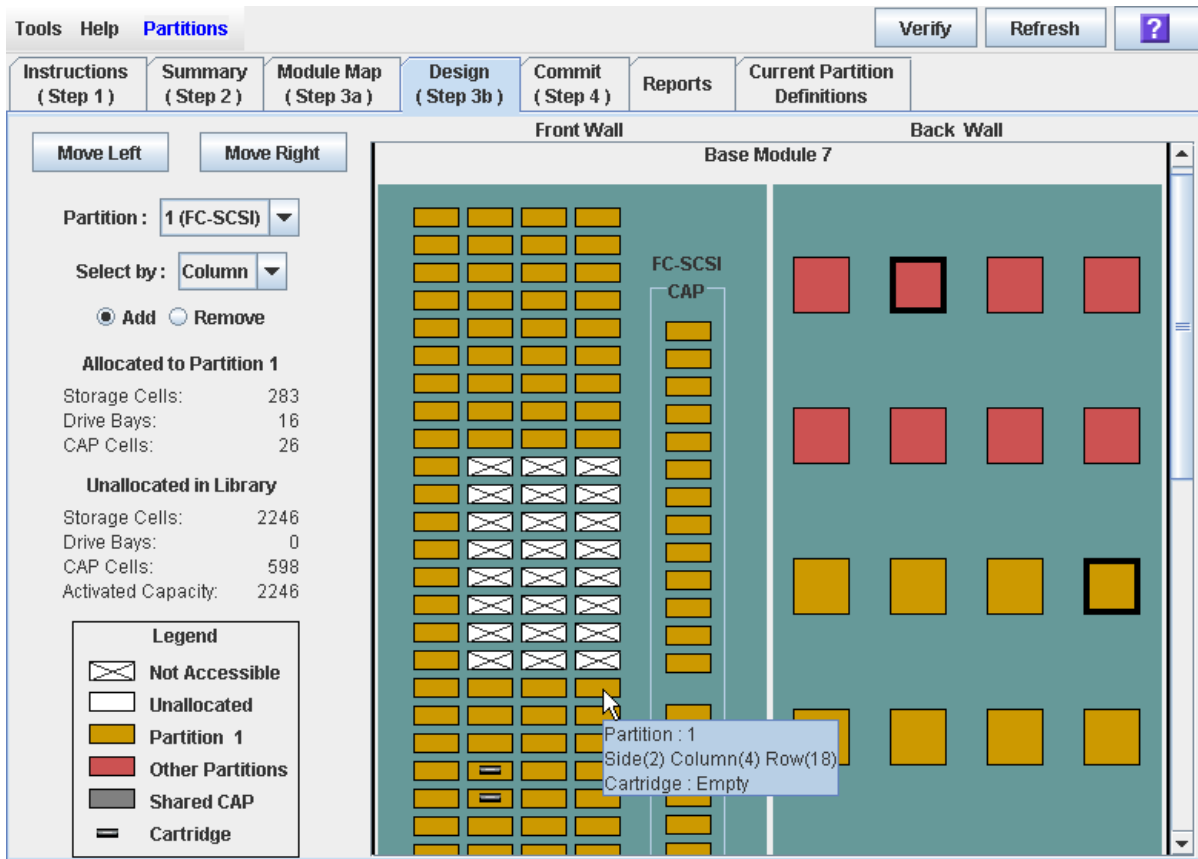 Tools Help Partitions
Verify Refresh ?
Instructions ( Step 1 )
Summary ( Step 2 )
Module Map ( Step 3a )
Design ( Step 3b )
Commit ( Step 4 )
Reports
Current Partition Definitions
Move Left Move Right
Partition : 1 (FC-SCSI)
Select by : Column
Add Remove
Allocated to Partition 1
Storage Cells: 283
Drive Bays: 16
CAP Cells: 26
Unallocated in Library
Storage Cells: 2246
Drive Bays: 0
CAP Cells: 598
Activated Capacity: 2246
Legend
Not Accessible
Unallocated
Partition 1
Other Partitions
Shared CAP
Cartridge
Front Wall Back Wall
Base Module 7
FC-SCSI
CAP
Partition : 1
Side(2) Column(4) Row(18)
Cartridge : Empty